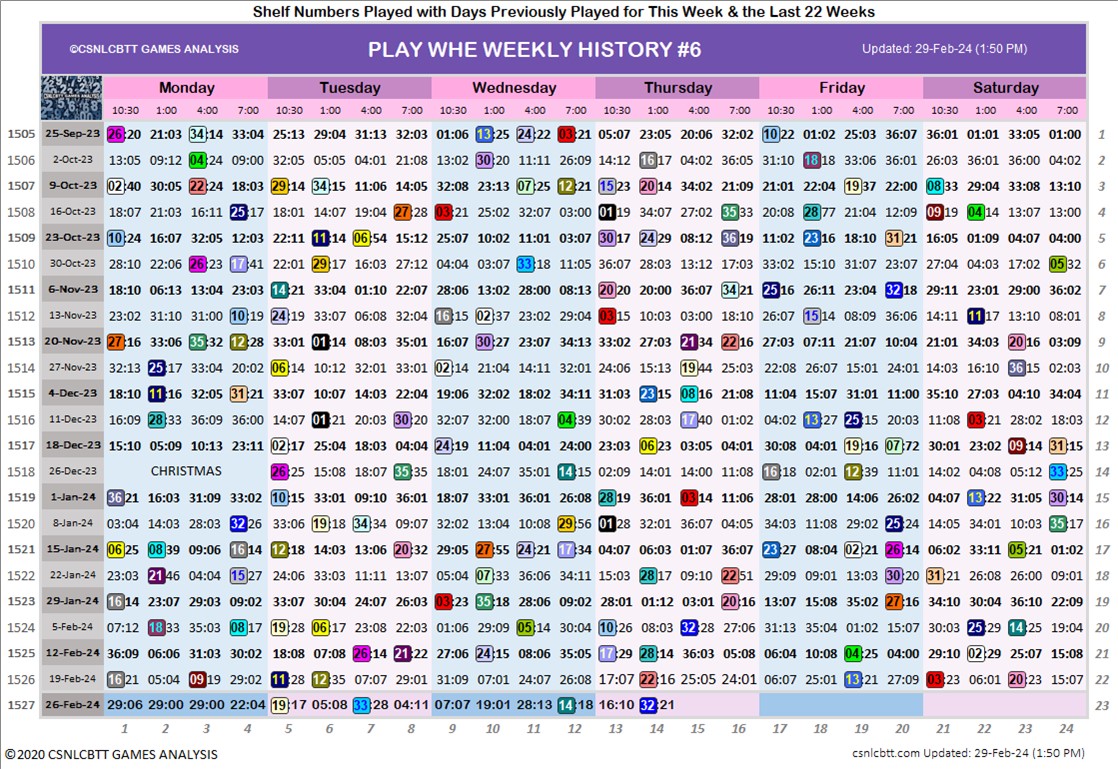 Shelf Numbers Played with Days Previously Played for This Week & the Last 22 Weeks
©CSNLCBTT GAMES ANALYSIS PLAY WHE WEEKLY HISTORY #6 Updated: 29-Feb-24 (1:50 PM)
Monday Tuesday Wednesday Thursday Friday Saturday
10:30 1:00 4:00 7:00 10:30 1:00 4:00 7:00 10:30 1:00 4:00 7:00 10:30 1:00 4:00 7:00 10:30 1:00 4:00 7:00 10:30 1:00 4:00 7:00
1505 25-Sep-23 26:20 21:03 34:14 33:04 25:13 29:04 31:13 32:03 01:06 13:25 24:22 03:21 05:07 23:05 20:06 32:02 10:22 01:02 25:03 36:07 36:01 01:01 33:05 01:00 1
1506 2-Oct-23 13:05 09:12 04:24 09:00 32:05 05:05 04:01 21:08 13:02 30:20 11:11 26:09 14:12 16:17 04:02 36:05 31:10 18:18 33:06 36:01 26:03 36:01 36:00 04:02 2
1507 9-Oct-23 02:40 30:05 22:24 18:03 29:14 34:15 11:06 14:05 32:08 23:13 07:25 12:21 15:23 20:14 34:02 21:09 21:01 22:04 19:37 22:00 08:33 29:04 33:08 13:10 3
1508 16-Oct-23 18:07 21:03 16:11 25:17 18:01 14:07 19:04 27:28 03:21 25:02 32:07 03:00 01:19 34:07 27:02 35:33 20:08 28:77 21:04 12:09 09:19 04:14 13:07 13:00 4
1509 23-Oct-23 10:24 16:07 32:05 12:03 22:11 11:14 06:54 15:12 25:07 10:02 11:01 03:07 30:17 24:29 08:12 36:19 11:02 23:16 18:10 31:21 16:05 01:09 04:07 04:00 5
1510 30-Oct-23 28:10 22:06 26:23 17:41 22:01 29:17 16:03 27:12 04:04 03:07 33:18 11:05 36:07 28:03 13:12 17:03 33:02 15:10 31:07 37:07 27:04 04:03 17:02 05:32 6
1511 6-Nov-23 18:10 06:13 13:04 23:03 14:21 33:04 01:10 22:07 28:06 13:02 28:00 08:13 20:20 20:00 36:07 34:21 25:16 26:11 23:04 32:18 29:11 23:01 29:00 36:02 7
1512 13-Nov-23 23:02 31:10 31:00 10:19 24:19 33:07 06:08 32:04 16:15 02:37 23:02 29:04 03:15 10:03 03:00 18:10 26:07 15:14 08:09 36:06 14:11 11:17 13:10 08:01 8
1513 20-Nov-23 27:16 33:06 35:32 12:28 33:01 01:14 08:03 35:01 16:07 30:27 23:07 27:13 33:02 27:03 21:34 22:16 27:03 07:11 21:07 10:04 21:01 34:03 20:16 03:09 9
1514 27-Nov-23 32:13 25:17 33:04 20:02 06:14 10:12 32:01 33:01 02:14 21:04 14:11 32:01 24:06 15:13 19:44 25:03 22:08 26:07 15:01 24:01 14:03 10:03 36:15 02:03 10
1515 4-Dec-23 18:10 11:16 32:05 31:21 33:07 10:07 14:03 22:04 19:06 32:02 18:02 34:11 31:03 23:15 08:16 21:08 11:04 15:07 31:01 11:00 35:10 27:03 04:10 34:04 11
1516 11-Dec-23 16:09 28:33 36:09 36:00 14:07 01:21 20:03 30:21 32:07 32:00 18:07 04:39 30:02 28:03 17:40 01:02 04:02 13:27 25:15 20:03 11:08 03:21 28:02 18:03 12
1517 18-Dec-23 15:10 05:09 10:13 23:11 02:17 25:04 18:03 04:04 24:19 11:04 04:01 24:00 23:03 06:23 03:05 04:01 30:08 04:01 19:16 07:72 30:01 23:02 09:14 31:15 13
1518 26-Dec-23 CHRISTMAS 26:25 15:08 18:07 35:35 18:01 24:07 35:01 14:15 02:09 14:01 14:00 11:08 16:18 02:01 12:39 11:01 14:02 28:08 05:12 33:25 14
1519 1-Jan-24 36:21 16:03 31:09 33:02 10:15 33:01 09:10 36:01 18:07 33:01 36:01 26:08 28:19 36:01 03:14 11:06 28:01 28:00 14:06 26:02 04:07 13:22 31:05 30:14 15
1520 8-Jan-24 03:04 14:03 28:03 32:26 33:06 19:18 34:34 09:07 32:02 13:04 10:08 29:56 01:28 32:01 36:07 04:05 34:03 11:08 29:02 25:24 14:05 34:01 10:03 35:17 16
1521 15-Jan-24 06:25 08:39 09:06 16:14 12:18 14:03 13:06 20:32 29:05 27:55 24:21 17:34 04:07 06:03 01:07 36:07 23:27 08:04 02:21 26:14 06:02 33:11 05:21 01:02 17
1522 22-Jan-24 23:03 21:46 04:04 15:27 24:06 33:03 11:11 13:07 05:04 07:33 36:06 34:11 15:03 28:17 09:10 22:51 29:09 09:01 13:03 30:20 31:21 26:08 26:00 09:01 18
1523 29-Jan-24 16:14 23:07 24:05 09:02 33:07 30:04 24:07 26:03 03:23 35:18 28:06 09:02 28:01 01:12 03:01 20:16 13:07 15:08 35:02 27:16 34:10 30:04 36:10 22:09 19
1524 5-Feb-24 07:12 18:33 35:03 08:17 19:28 06:17 23:08 22:03 01:06 29:09 05:14 30:04 10:26 08:03 32:28 27:06 31:13 35:04 01:02 15:07 03:10 25:29 14:25 19:04 20
1525 12-Feb-24 36:09 06:06 31:03 30:02 18:08 07:08 26:14 21:22 27:06 24:15 08:06 35:05 17:29 28:14 36:03 05:08 06:04 10:08 04:25 04:00 29:10 02:29 25:07 15:08 21
1526 19-Feb-24 16:21 05:04 09:19 29:02 11:28 12:35 07:07 29:01 31:09 07:01 24:07 26:08 17:07 22:16 25:05 24:01 06:07 25:01 13:21 27:09 03:23 06:01 20:23 15:07 22
1527 26-Feb-24 29:06 29:00 29:00 22:04 19:17 05:08 33:28 04:11 07:07 19:01 28:13 14:18 16:10 32:21 23
1 2 3 4 5 6 7 8 9 10 11 12 13 14 15 16 17 18 19 20 21 22 23 24
©2020 CSNLCBTT GAMES ANALYSIS csnlcbtt.com Updated: 29-Feb-24 (1:50 PM)